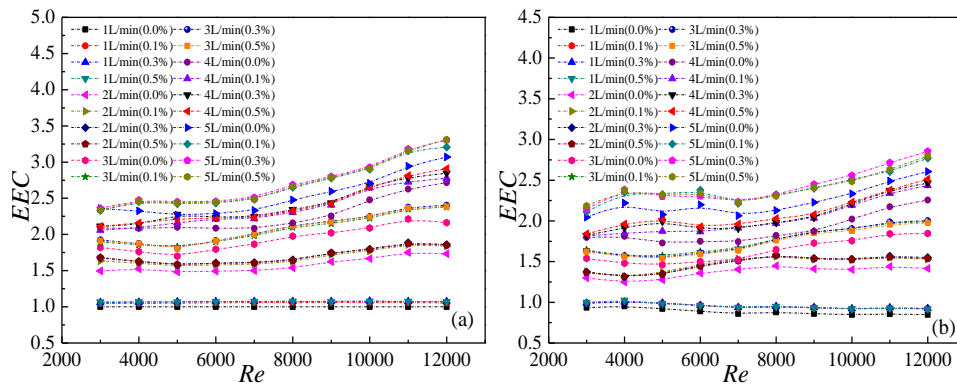 5.0
4.5
4.0
3.5
3.0
2.5
2.0
1.5
1.0
0.5
EEC
1L/min(0.0%) 3L/min(0.3%)
1L/min(0.1%) 3L/min(0.5%)
1L/min(0.3%) 4L/min(0.0%)
1L/min(0.5%) 4L/min(0.1%)
2L/min(0.0%) 4L/min(0.3%)
2L/min(0.1%) 4L/min(0.5%)
2L/min(0.3%) 5L/min(0.0%)
2L/min(0.5%) 5L/min(0.1%)
3L/min(0.0%) 5L/min(0.3%)
3L/min(0.1%) 5L/min(0.5%)
(a)
2000 4000 6000 8000 10000 12000
Re
4.5
4.0
3.5
3.0
2.5
2.0
1.5
1.0
0.5
EEC
1L/min(0.0%) 3L/min(0.3%)
1L/min(0.1%) 3L/min(0.5%)
1L/min(0.3%) 4L/min(0.0%)
1L/min(0.5%) 4L/min(0.1%)
2L/min(0.0%) 4L/min(0.3%)
2L/min(0.1%) 4L/min(0.5%)
2L/min(0.3%) 5L/min(0.0%)
2L/min(0.5%) 5L/min(0.1%)
3L/min(0.0%) 5L/min(0.3%)
3L/min(0.1%) 5L/min(0.5%)
(b)
2000 4000 6000 8000 10000 12000
Re